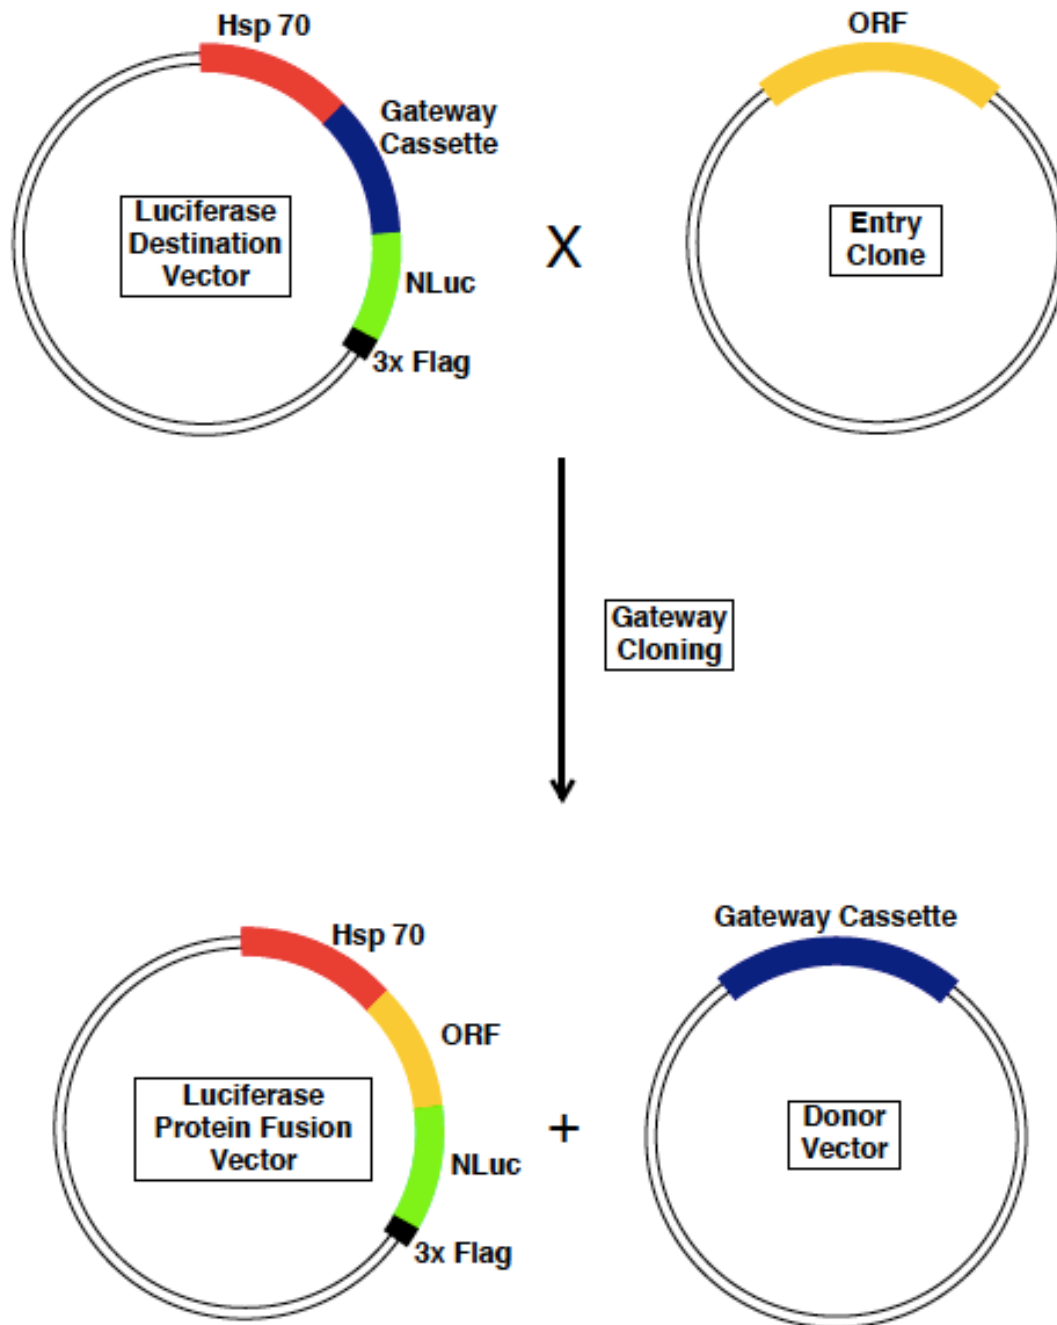 Hsp 70
ORF
Gateway
Cassette
Luciferase
Destination
Vector
X
Entry
Clone
NLuc
3x Flag
Gateway
Cloning
Gateway Cassette
Hsp 70
ORF
Luciferase
Protein Fusion
Vector
+
Donor
Vector
NLuc
3x Flag